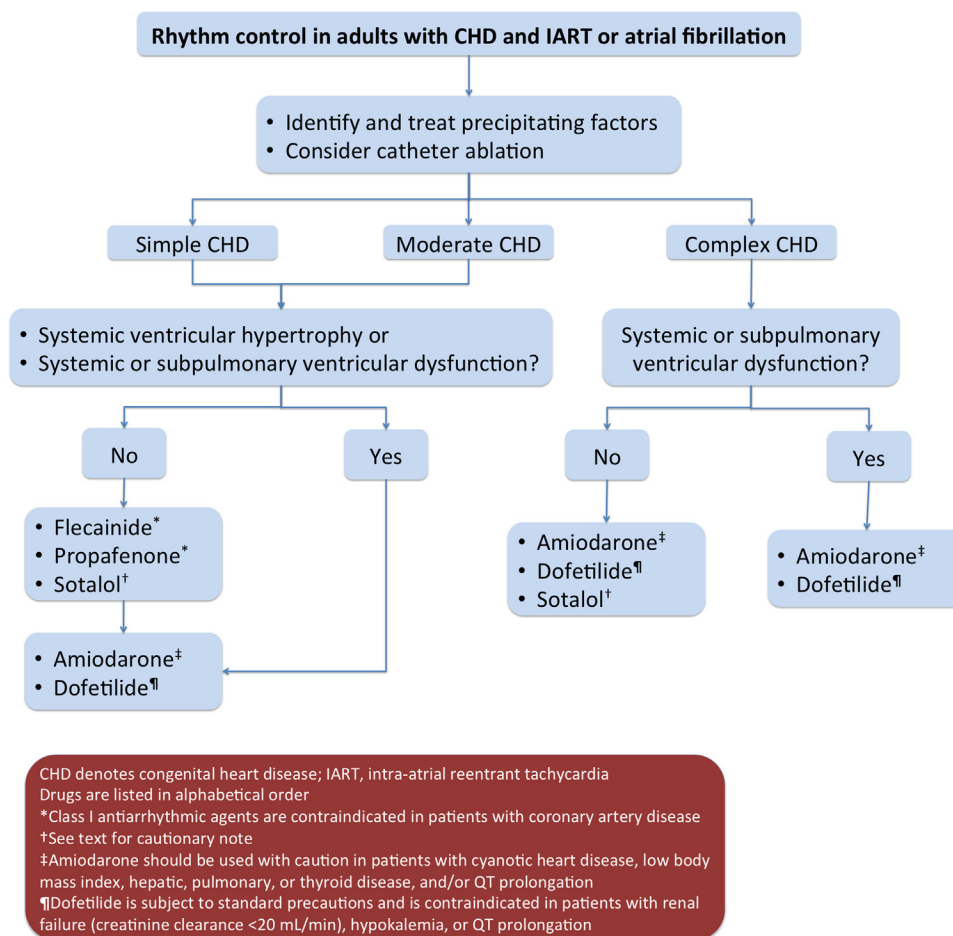 Rhythm control in adults with CHD and IART or atrial fibrillation
• Identify and treat precipitating factors
• Consider catheter ablation
Simple CHD
Moderate CHD
Complex CHD
• Systemic ventricular hypertrophy or
• Systemic or subpulmonary ventricular dysfunction?
Systemic or subpulmonary
ventricular dysfunction?
No
Yes
No
Yes
• Flecainide*
• Propafenone*
• Sotalol†
• Amiodarone‡
• Dofetilide¶
• Sotalol†
• Amiodarone‡
• Dofetilide¶
• Amiodarone‡
• Dofetilide¶
CHD denotes congenital heart disease; IART, intra-atrial reentrant tachycardia
Drugs are listed in alphabetical order
*Class I antiarrhythmic agents are contraindicated in patients with coronary artery disease
†See text for cautionary note
‡Amiodarone should be used with caution in patients with cyanotic heart disease, low body
mass index, hepatic, pulmonary, or thyroid disease, and/or QT prolongation
¶Dofetilide is subject to standard precautions and is contraindicated in patients with renal
failure (creatinine clearance <20 mL/min), hypokalemia, or QT prolongation